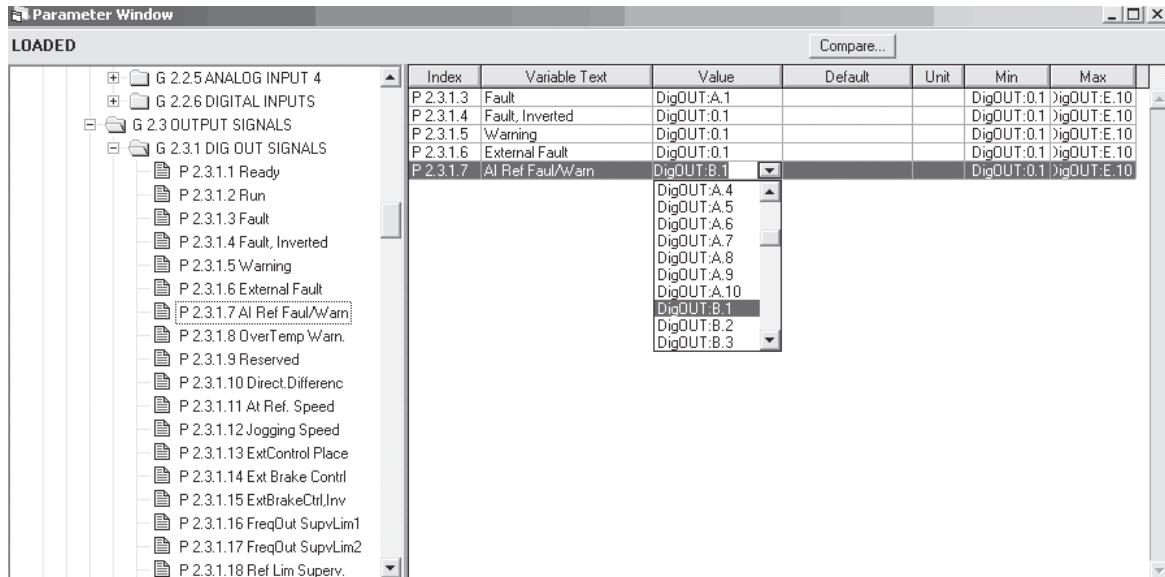 Parameter Window
LOADED
Compare...
G 2.2.5 ANALOG INPUT 4
G 2.2.6 DIGITAL INPUTS
G 2.3 OUTPUT SIGNALS
G 2.3.1 DIG OUT SIGNALS
P 2.3.1.1 Ready
P 2.3.1.2 Run
P 2.3.1.3 Fault
P 2.3.1.4 Fault, Inverted
P 2.3.1.5 Warning
P 2.3.1.6 External Fault
P 2.3.1.7 AI Ref Faul/Warn
P 2.3.1.8 OverTemp Warn.
P 2.3.1.9 Reserved
P 2.3.1.10 Direct.Differenc
P 2.3.1.11 At Ref. Speed
P 2.3.1.12 Jogging Speed
P 2.3.1.13 ExtControl Place
P 2.3.1.14 Ext Brake Contrl
P 2.3.1.15 ExtBrakeCtrl,Inv
P 2.3.1.16 FreqOut SupvLim1
P 2.3.1.17 FreqOut SupvLim2
P 2.3.1.18 Ref Lim Superv.
Index Variable Text Value Default Unit Min Max
P 2.3.1.3 Fault DigOUT:A.1 DigOUT:0.1 DigOUT:E.10
P 2.3.1.4 Fault, Inverted DigOUT:0.1 DigOUT:0.1 DigOUT:E.10
P 2.3.1.5 Warning DigOUT:0.1 DigOUT:0.1 DigOUT:E.10
P 2.3.1.6 External Fault DigOUT:0.1 DigOUT:0.1 DigOUT:E.10
P 2.3.1.7 AI Ref Faul/Warn DigOUT:B.1 DigOUT:0.1 DigOUT:E.10
DigOUT:A.4
DigOUT:A.5
DigOUT:A.6
DigOUT:A.7
DigOUT:A.8
DigOUT:A.9
DigOUT:A.10
DigOUT:B.1
DigOUT:B.2
DigOUT:B.3